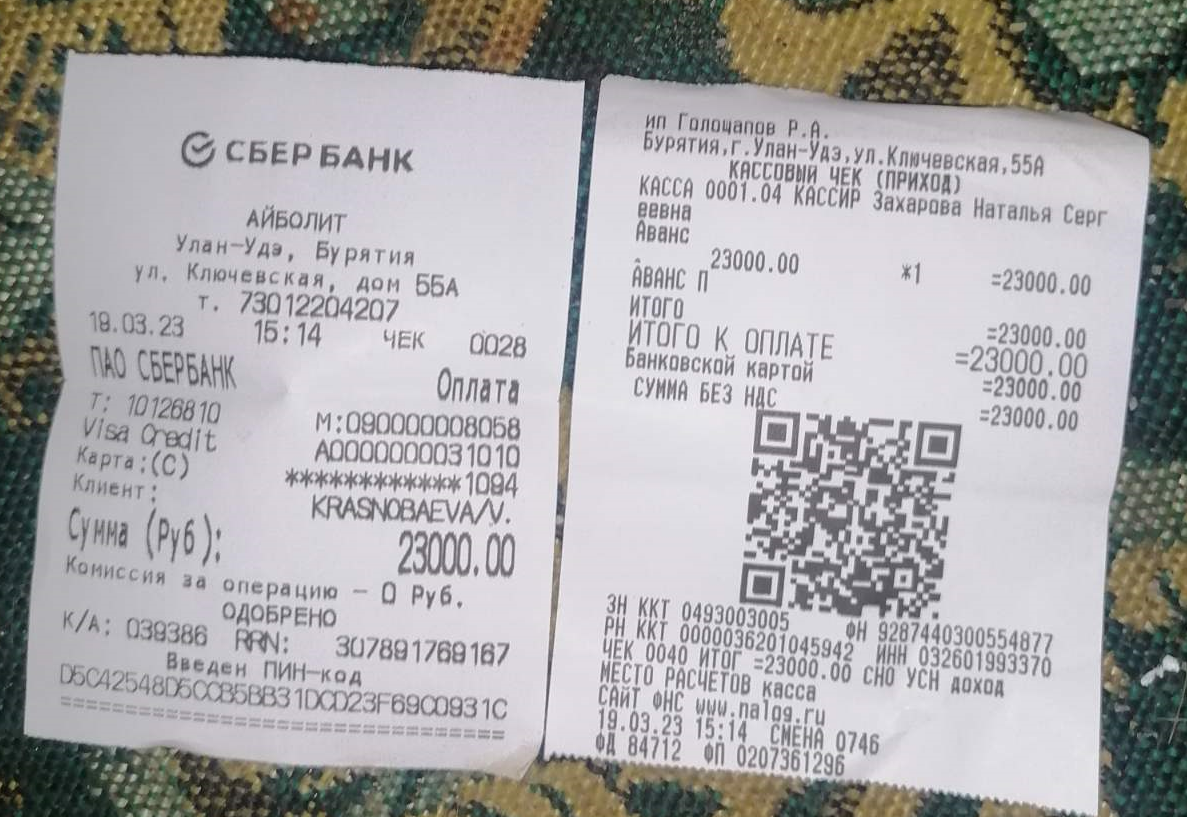 СБЕР БАНК
АЙБОЛИТ
Улан-Удэ, Бурятия
ул. Ключевская, дом 55А
т. 73012204207
19.03.23 15:14 ЧЕК 0028
ПАО СБЕРБАНК Оплата
Т: 10126810 М:090000008058
Visa Credit A0000000031010
Карта:(C) ************1094
Клиент: KRASNOBAEVA/V.
Сумма (Руб): 23000.00
Комиссия за операцию - 0 Руб.
ОДОБРЕНО
К/А: 039386 RRN: 307891769167
Введен ПИН-код
D5C42548D5CCB5BB31DCD23F69C0931C
================================
ип Голощапов Р.А.
Бурятия,г.Улан-Удэ,ул.Ключевская,55А
КАССОВЫЙ ЧЕК (ПРИХОД)
КАССА 0001.04 КАССИР Захарова Наталья Серг
еевна
Аванс
23000.00 *1 =23000.00
АВАНС П
ИТОГО =23000.00
ИТОГО К ОПЛАТЕ =23000.00
Банковской картой =23000.00
СУММА БЕЗ НДС =23000.00
ЗН ККТ 0493003005 ФН 9287440300554877
РН ККТ 0000036201045942 ИНН 032601993370
ЧЕК 0040 ИТОГ =23000.00 СНО УСН доход
МЕСТО РАСЧЕТОВ касса
САЙТ ФНС www.nalog.ru
19.03.23 15:14 СМЕНА 0746
ФД 84712 ФП 0207361296